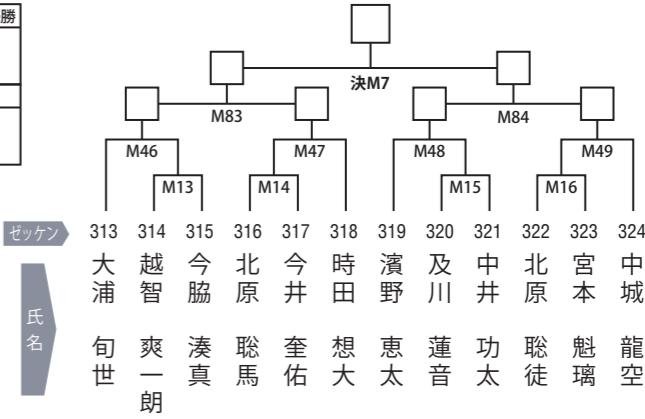 勝
決M7
M83 M84
M46 M47 M48 M49
M13 M14 M15 M16
ゼッケン 313 314 315 316 317 318 319 320 321 322 323 324
氏名
大浦 旬世
越智 爽一朗
今脇 湊真
北原 聡馬
今井 奎佑
時田 想大
濱野 恵太
及川 蓮音
中井 功太
北原 聡徒
宮本 魁璃
中城 龍空